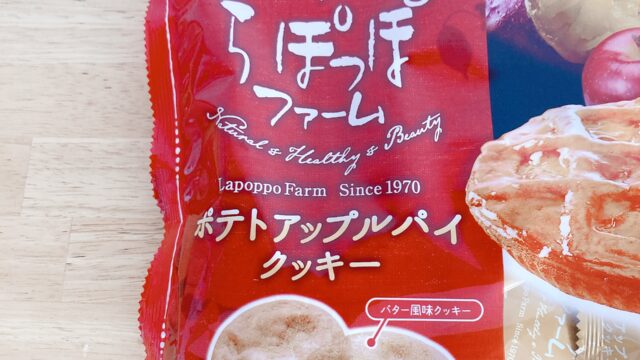 らぽっぽ
ファーム
Natural & Healthy & Beauty
Lapoppo Farm Since 1970
ポテトアップルパイ
クッキー
バター風味クッキー